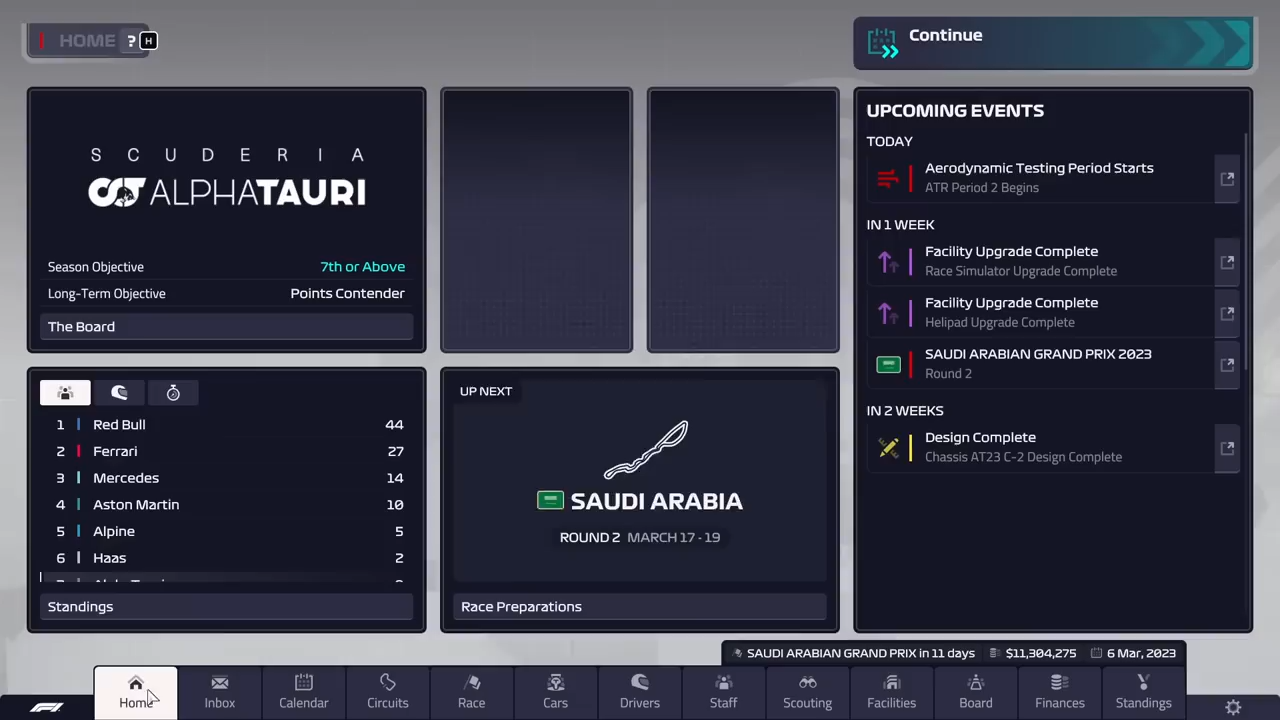 HOME ? H
Continue
SCUDERIA
ALPHATAURI
Season Objective 7th or Above
Long-Term Objective Points Contender
The Board
UPCOMING EVENTS
TODAY
Aerodynamic Testing Period Starts
ATR Period 2 Begins
IN 1 WEEK
Facility Upgrade Complete
Race Simulator Upgrade Complete
Facility Upgrade Complete
Helipad Upgrade Complete
SAUDI ARABIAN GRAND PRIX 2023
Round 2
IN 2 WEEKS
Design Complete
Chassis AT23 C-2 Design Complete
1 Red Bull 44
2 Ferrari 27
3 Mercedes 14
4 Aston Martin 10
5 Alpine 5
6 Haas 2
Standings
UP NEXT
SAUDI ARABIA
ROUND 2 MARCH 17 - 19
Race Preparations
SAUDI ARABIAN GRAND PRIX in 11 days $11,304,275 6 Mar, 2023
Home Inbox Calendar Circuits Race Cars Drivers Staff Scouting Facilities Board Finances Standings